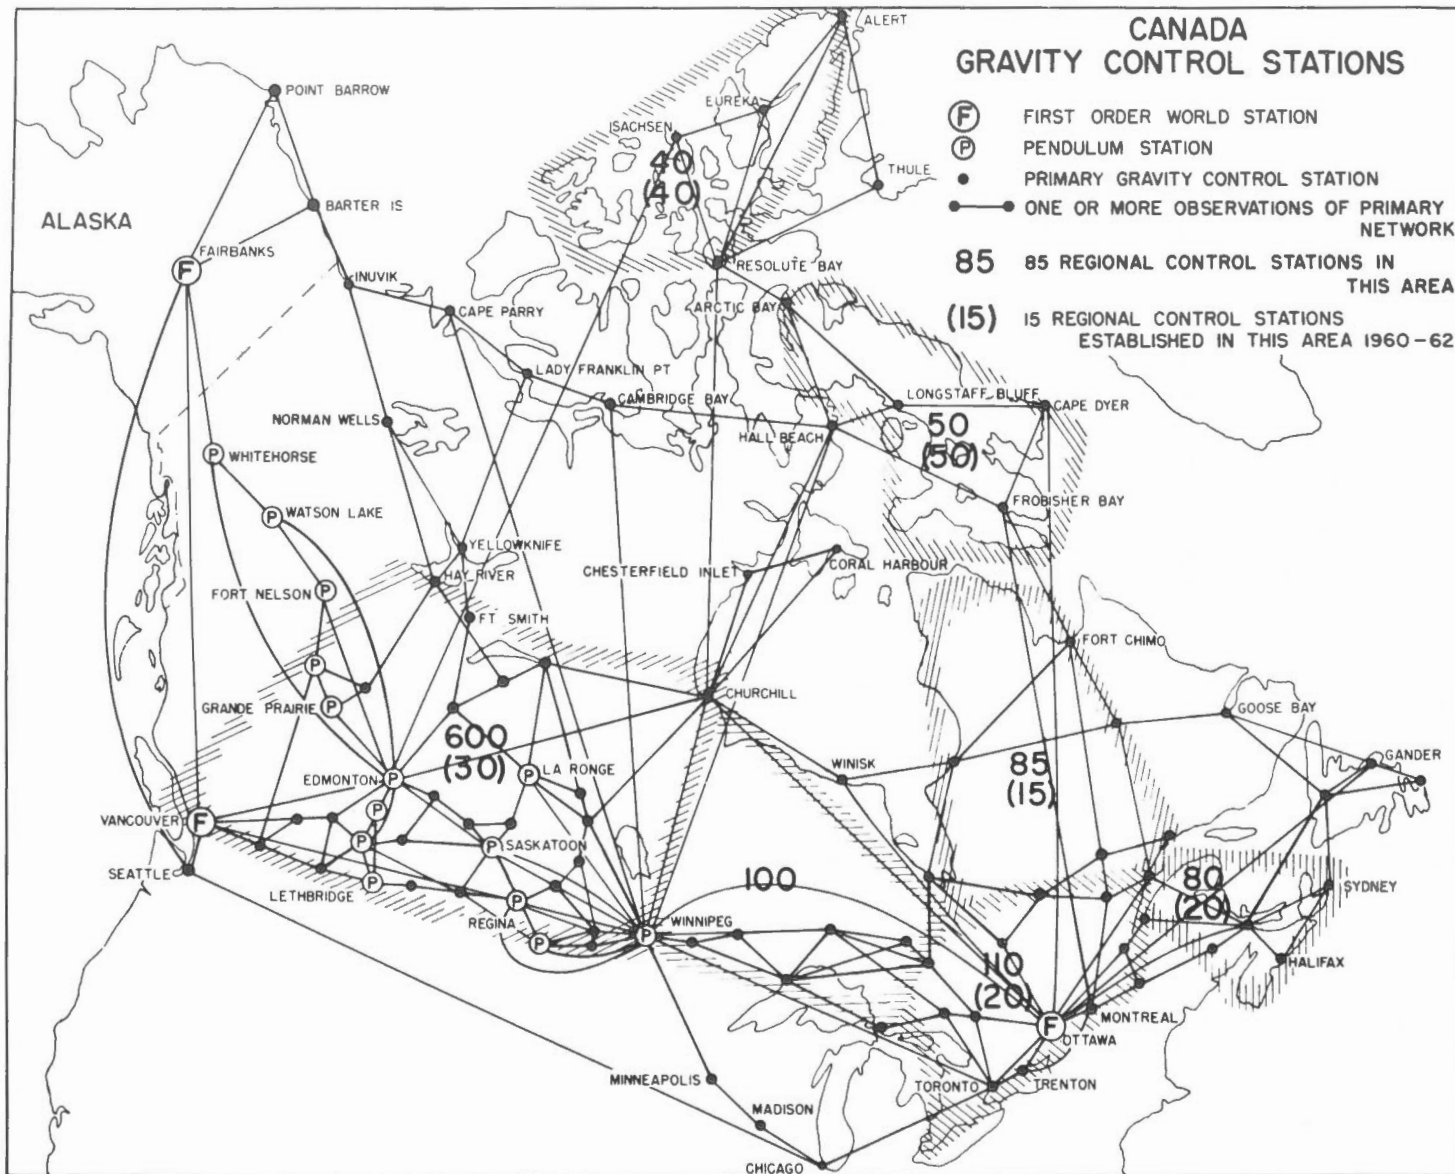 CANADA
GRAVITY CONTROL STATIONS
F FIRST ORDER WORLD STATION
P PENDULUM STATION
PRIMARY GRAVITY CONTROL STATION
ONE OR MORE OBSERVATIONS OF PRIMARY
NETWORK
85 85 REGIONAL CONTROL STATIONS IN
THIS AREA
(15) 15 REGIONAL CONTROL STATIONS
ESTABLISHED IN THIS AREA 1960-62
ALERT
POINT BARROW
EUREKA
ISACHSEN
40
(40)
THULE
BARTER IS
ALASKA
FAIRBANKS
F
RESOLUTE BAY
INUVIK
ARCTIC BAY
CAPE PARRY
LADY FRANKLIN PT
CAMBRIDGE BAY
LONGSTAFF BLUFF
CAPE DYER
NORMAN WELLS
HALL BEACH
50
(50)
P WHITEHORSE
FROBISHER BAY
P WATSON LAKE
YELLOWKNIFE
CORAL HARBOUR
HAY RIVER
CHESTERFIELD INLET
FORT NELSON P
FT SMITH
FORT CHIMO
P
CHURCHILL
GRANDE PRAIRIE P
GOOSE BAY
600
(30)
GANDER
EDMONTON P
P LA RONGE
WINISK
85
(15)
P
VANCOUVER F
P
P SASKATOON
SEATTLE
LETHBRIDGE P
100
80
(20)
SYDNEY
P
REGINA
WINNIPEG
P
P
HALIFAX
110
(20)
MONTREAL
F
OTTAWA
MINNEAPOLIS
TORONTO
TRENTON
MADISON
CHICAGO